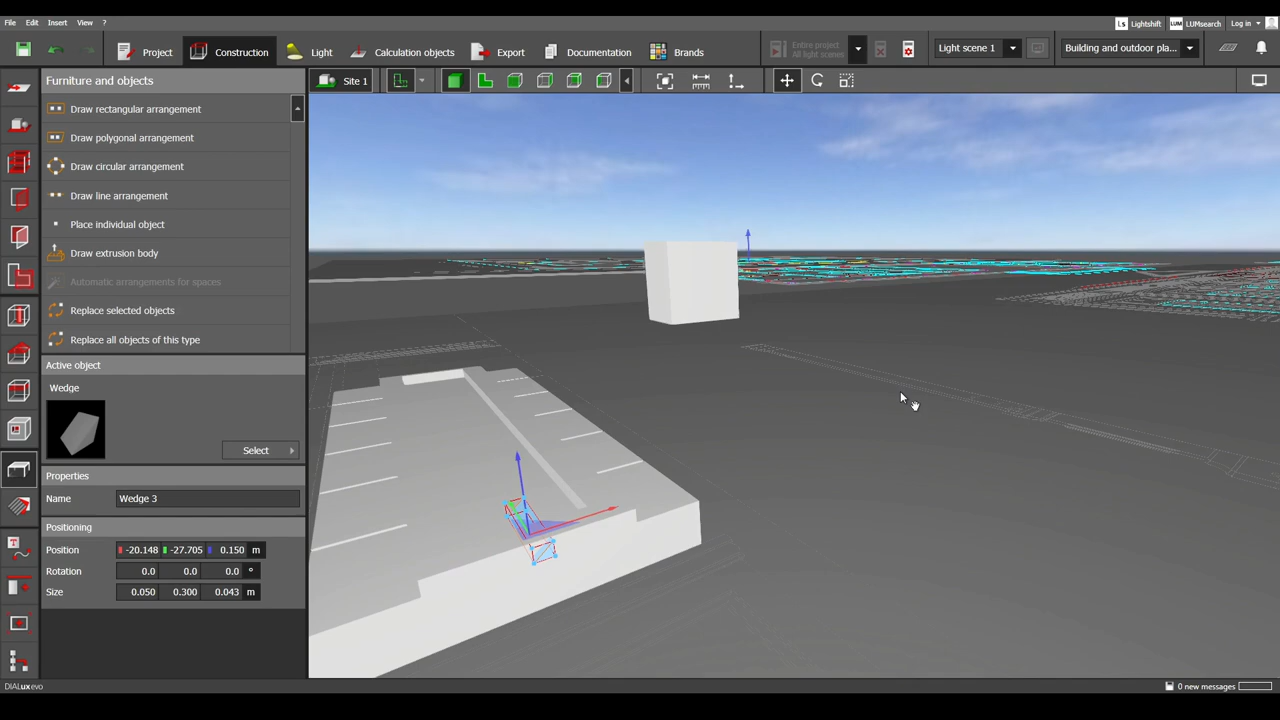 File Edit Insert View ?
Ls Lightshift LUM LUMsearch Log in
Project Construction Light Calculation objects Export Documentation Brands Entire project Light scene 1 Building and outdoor pla...
All light scenes
Furniture and objects
Site 1
Draw rectangular arrangement
Draw polygonal arrangement
Draw circular arrangement
Draw line arrangement
Place individual object
Draw extrusion body
Automatic arrangements for spaces
Replace selected objects
Replace all objects of this type
Active object
Wedge
Select
Properties
Name Wedge 3
Positioning
Position -20.148 -27.705 0.150 m
Rotation 0.0 0.0 0.0 °
Size 0.050 0.300 0.043 m
DIALux evo
0 new messages